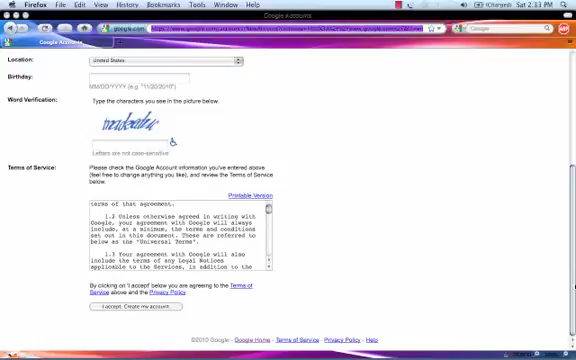 Firefox File Edit View History Bookmarks Tools Window Help (Charged) Sat 2:33 PM
Google Accounts
google.com
Google
Google Accounts
Location: United States
Birthday:
MM/DD/YYYY (e.g. "11/20/2010")
Word Verification: Type the characters you see in the picture below.
Letters are not case-sensitive
Terms of Service: Please check the Google Account information you've entered above
(feel free to change anything you like), and review the Terms of Service
below.
Printable Version
terms of that agreement.
1.2 Unless otherwise agreed in writing with
Google, your agreement with Google will always
include, at a minimum, the terms and conditions
set out in this document. These are referred to
below as the "Universal Terms".
1.3 Your agreement with Google will also
include the terms of any Legal Notices
applicable to the Services, in addition to the
By clicking on 'I accept' below you are agreeing to the Terms of
Service above and the Privacy Policy.
I accept. Create my account.
©2010 Google - Google Home - Terms of Service - Privacy Policy - Help